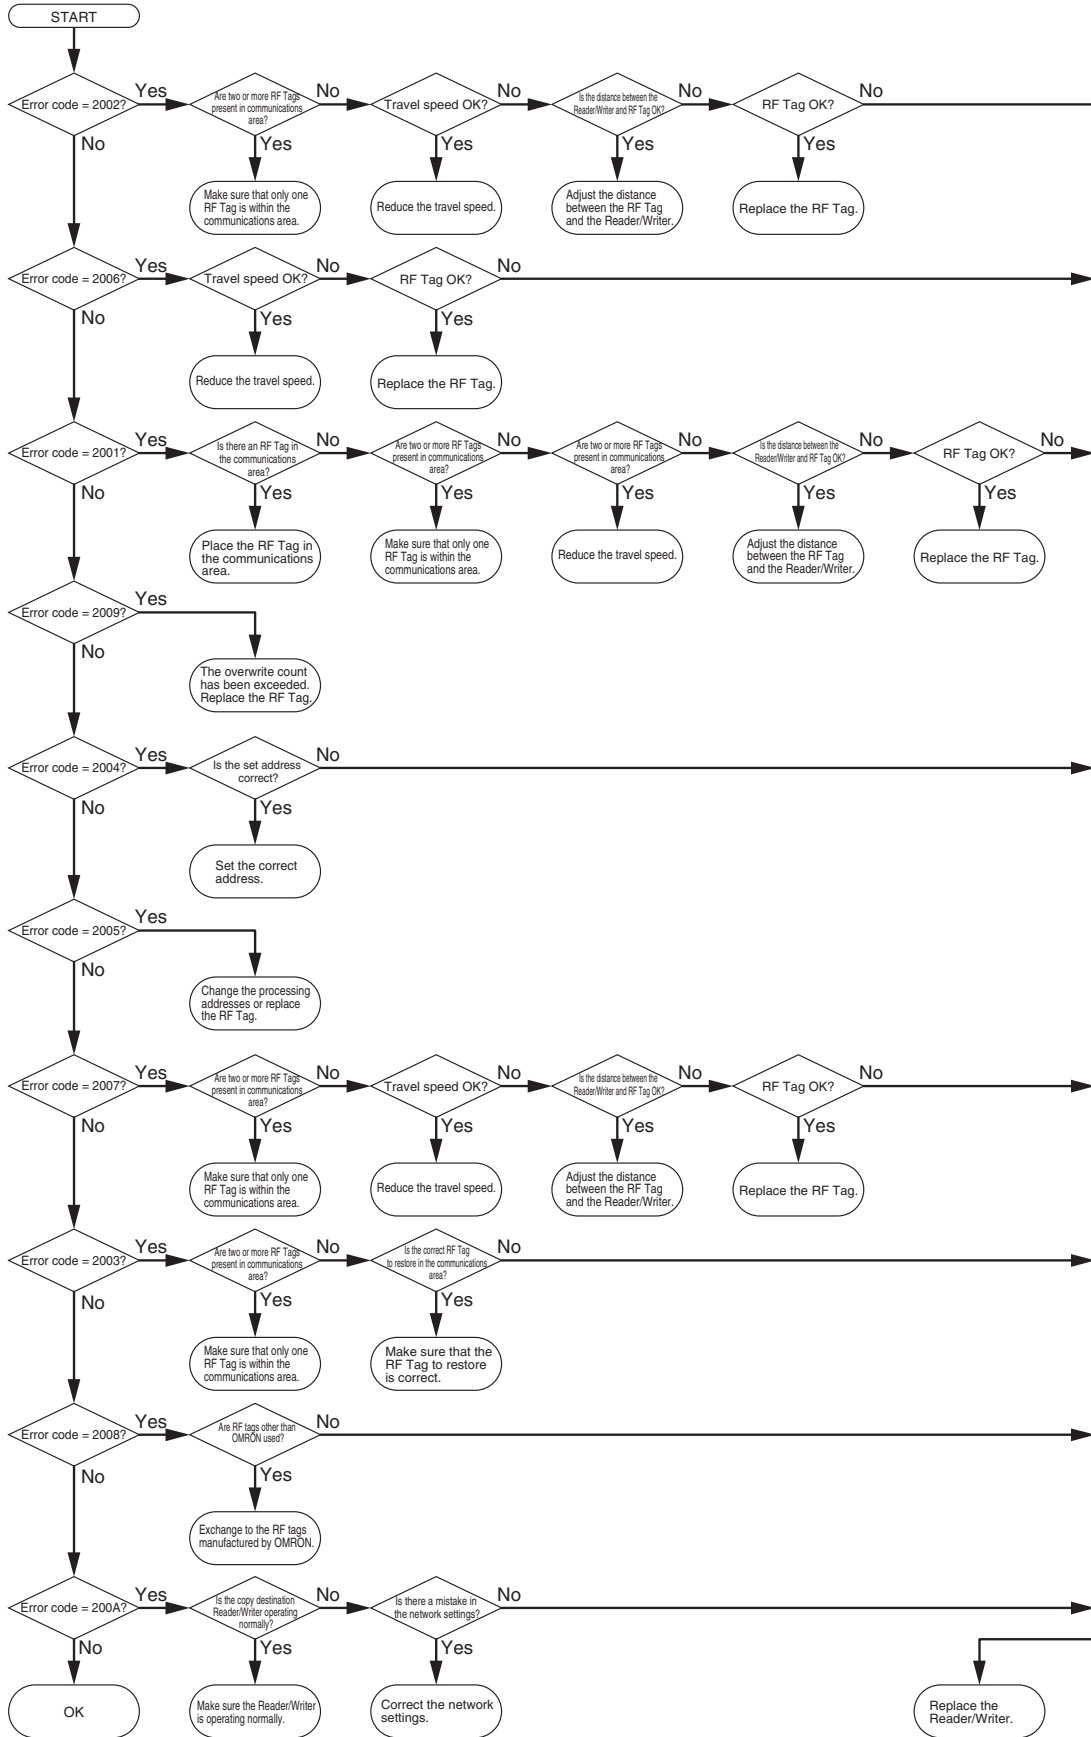 START
Error code = 2002?
Yes
No
Are two or more RF Tags
present in communications
area?
No
Yes
Travel speed OK?
No
Yes
Is the distance between the
Reader/Writer and RF Tag OK?
No
Yes
RF Tag OK?
No
Yes
Make sure that only one
RF Tag is within the
communications area.
Reduce the travel speed.
Adjust the distance
between the RF Tag
and the Reader/Writer.
Replace the RF Tag.
Error code = 2006?
Yes
No
Travel speed OK?
No
Yes
RF Tag OK?
No
Yes
Reduce the travel speed.
Replace the RF Tag.
Error code = 2001?
Yes
No
Is there an RF Tag in
the communications
area?
No
Yes
Are two or more RF Tags
present in communications
area?
No
Yes
Are two or more RF Tags
present in communications
area?
No
Yes
Is the distance between the
Reader/Writer and RF Tag OK?
No
Yes
RF Tag OK?
No
Yes
Place the RF Tag in
the communications
area.
Make sure that only one
RF Tag is within the
communications area.
Reduce the travel speed.
Adjust the distance
between the RF Tag
and the Reader/Writer.
Replace the RF Tag.
Error code = 2009?
Yes
No
The overwrite count
has been exceeded.
Replace the RF Tag.
Error code = 2004?
Yes
No
Is the set address
correct?
No
Yes
Set the correct
address.
Error code = 2005?
Yes
No
Change the processing
addresses or replace
the RF Tag.
Error code = 2007?
Yes
No
Are two or more RF Tags
present in communications
area?
No
Yes
Travel speed OK?
No
Yes
Is the distance between the
Reader/Writer and RF Tag OK?
No
Yes
RF Tag OK?
No
Yes
Make sure that only one
RF Tag is within the
communications area.
Reduce the travel speed.
Adjust the distance
between the RF Tag
and the Reader/Writer.
Replace the RF Tag.
Error code = 2003?
Yes
No
Are two or more RF Tags
present in communications
area?
No
Yes
Is the correct RF Tag
to restore in the communications
area?
No
Yes
Make sure that only one
RF Tag is within the
communications area.
Make sure that the
RF Tag to restore
is correct.
Error code = 2008?
Yes
No
Are RF tags other than
OMRON used?
No
Yes
Exchange to the RF tags
manufactured by OMRON.
Error code = 200A?
Yes
No
Is the copy destination
Reader/Writer operating
normally?
No
Yes
Is there a mistake in
the network settings?
No
Yes
OK
Make sure the Reader/Writer
is operating normally.
Correct the network
settings.
Replace the
Reader/Writer.